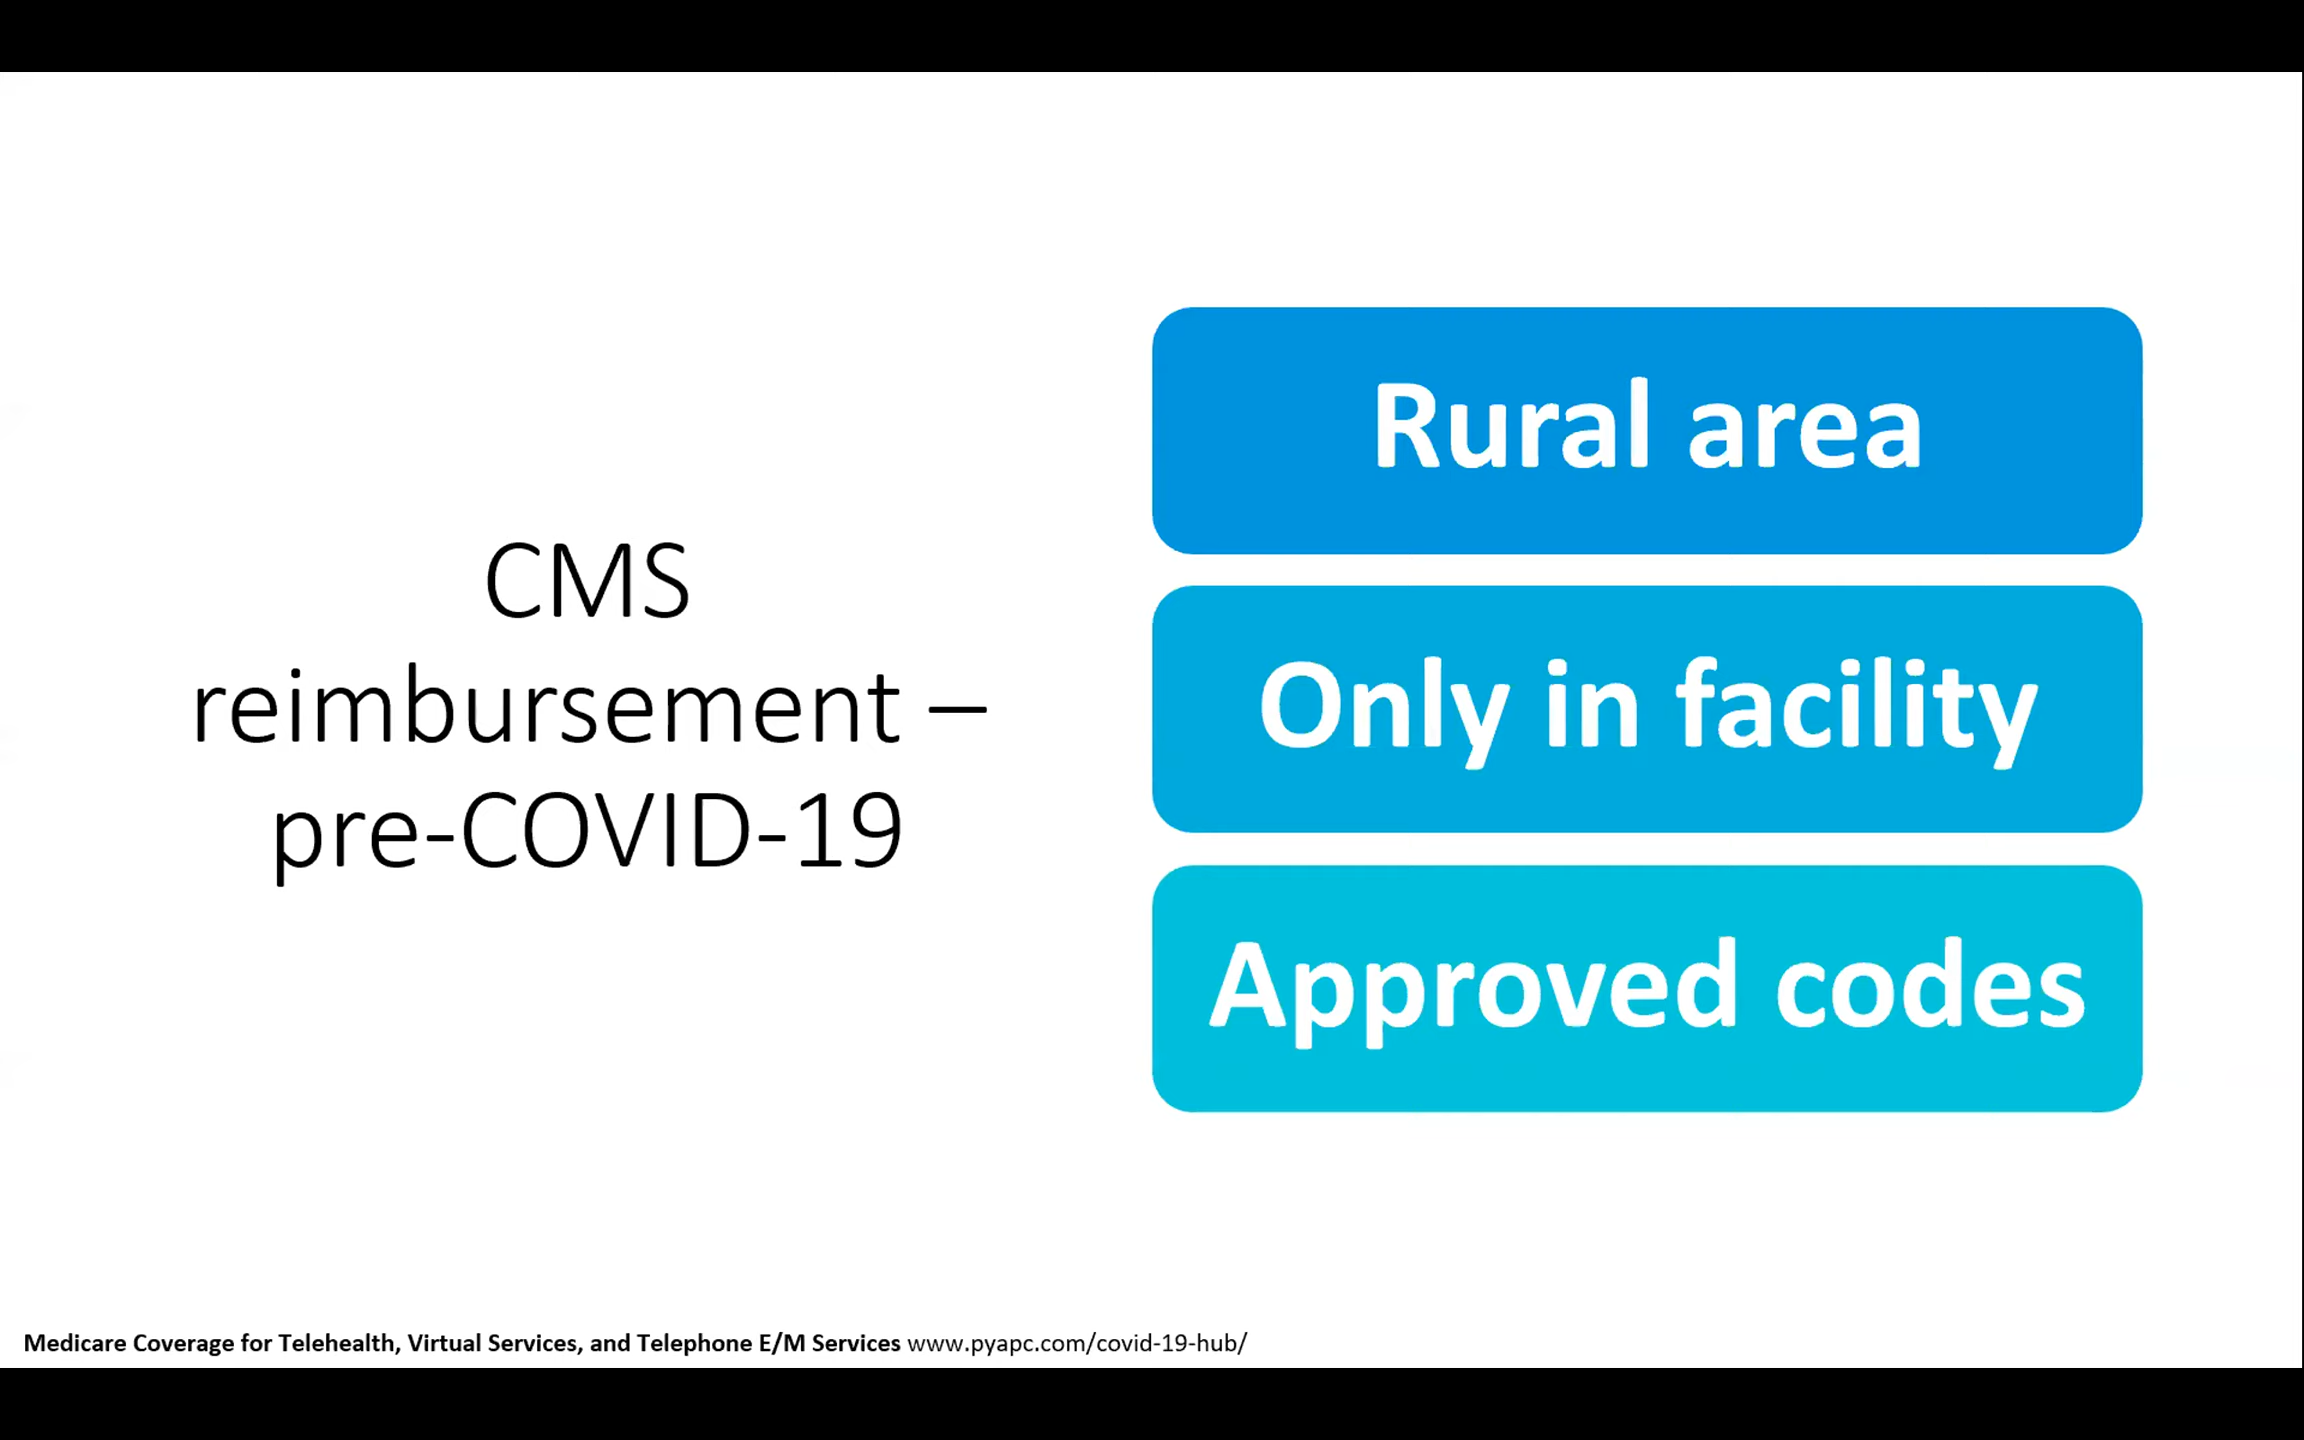 CMS
reimbursement –
pre-COVID-19
Rural area
Only in facility
Approved codes
Medicare Coverage for Telehealth, Virtual Services, and Telephone E/M Services www.pyapc.com/covid-19-hub/